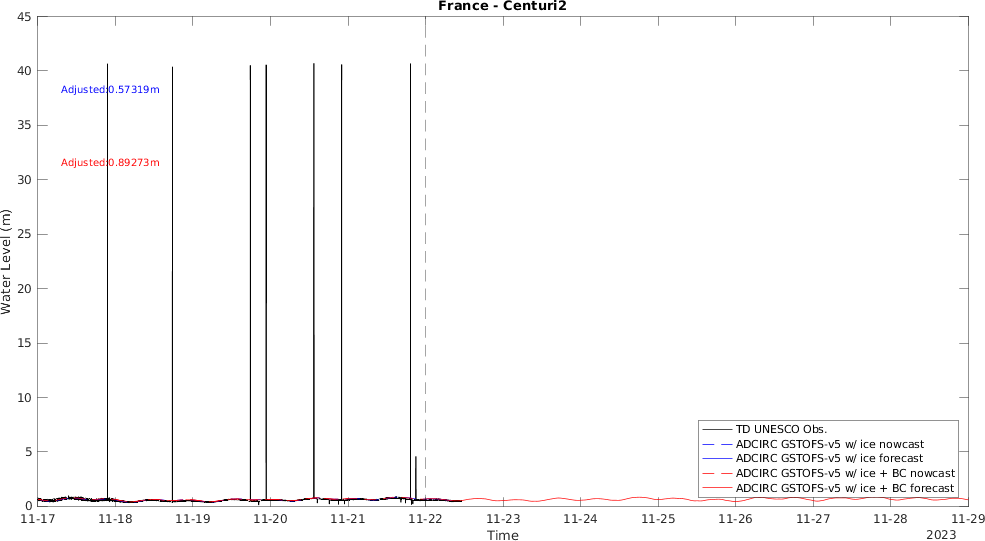 France - Centuri2
45
40
35
30
25
20
15
10
5
0
Water Level (m)
Adjusted:0.57319m
Adjusted:0.89273m
TD UNESCO Obs.
ADCIRC GSTOFS-v5 w/ ice nowcast
ADCIRC GSTOFS-v5 w/ ice forecast
ADCIRC GSTOFS-v5 w/ ice + BC nowcast
ADCIRC GSTOFS-v5 w/ ice + BC forecast
11-17 11-18 11-19 11-20 11-21 11-22 11-23 11-24 11-25 11-26 11-27 11-28 11-29
Time
2023